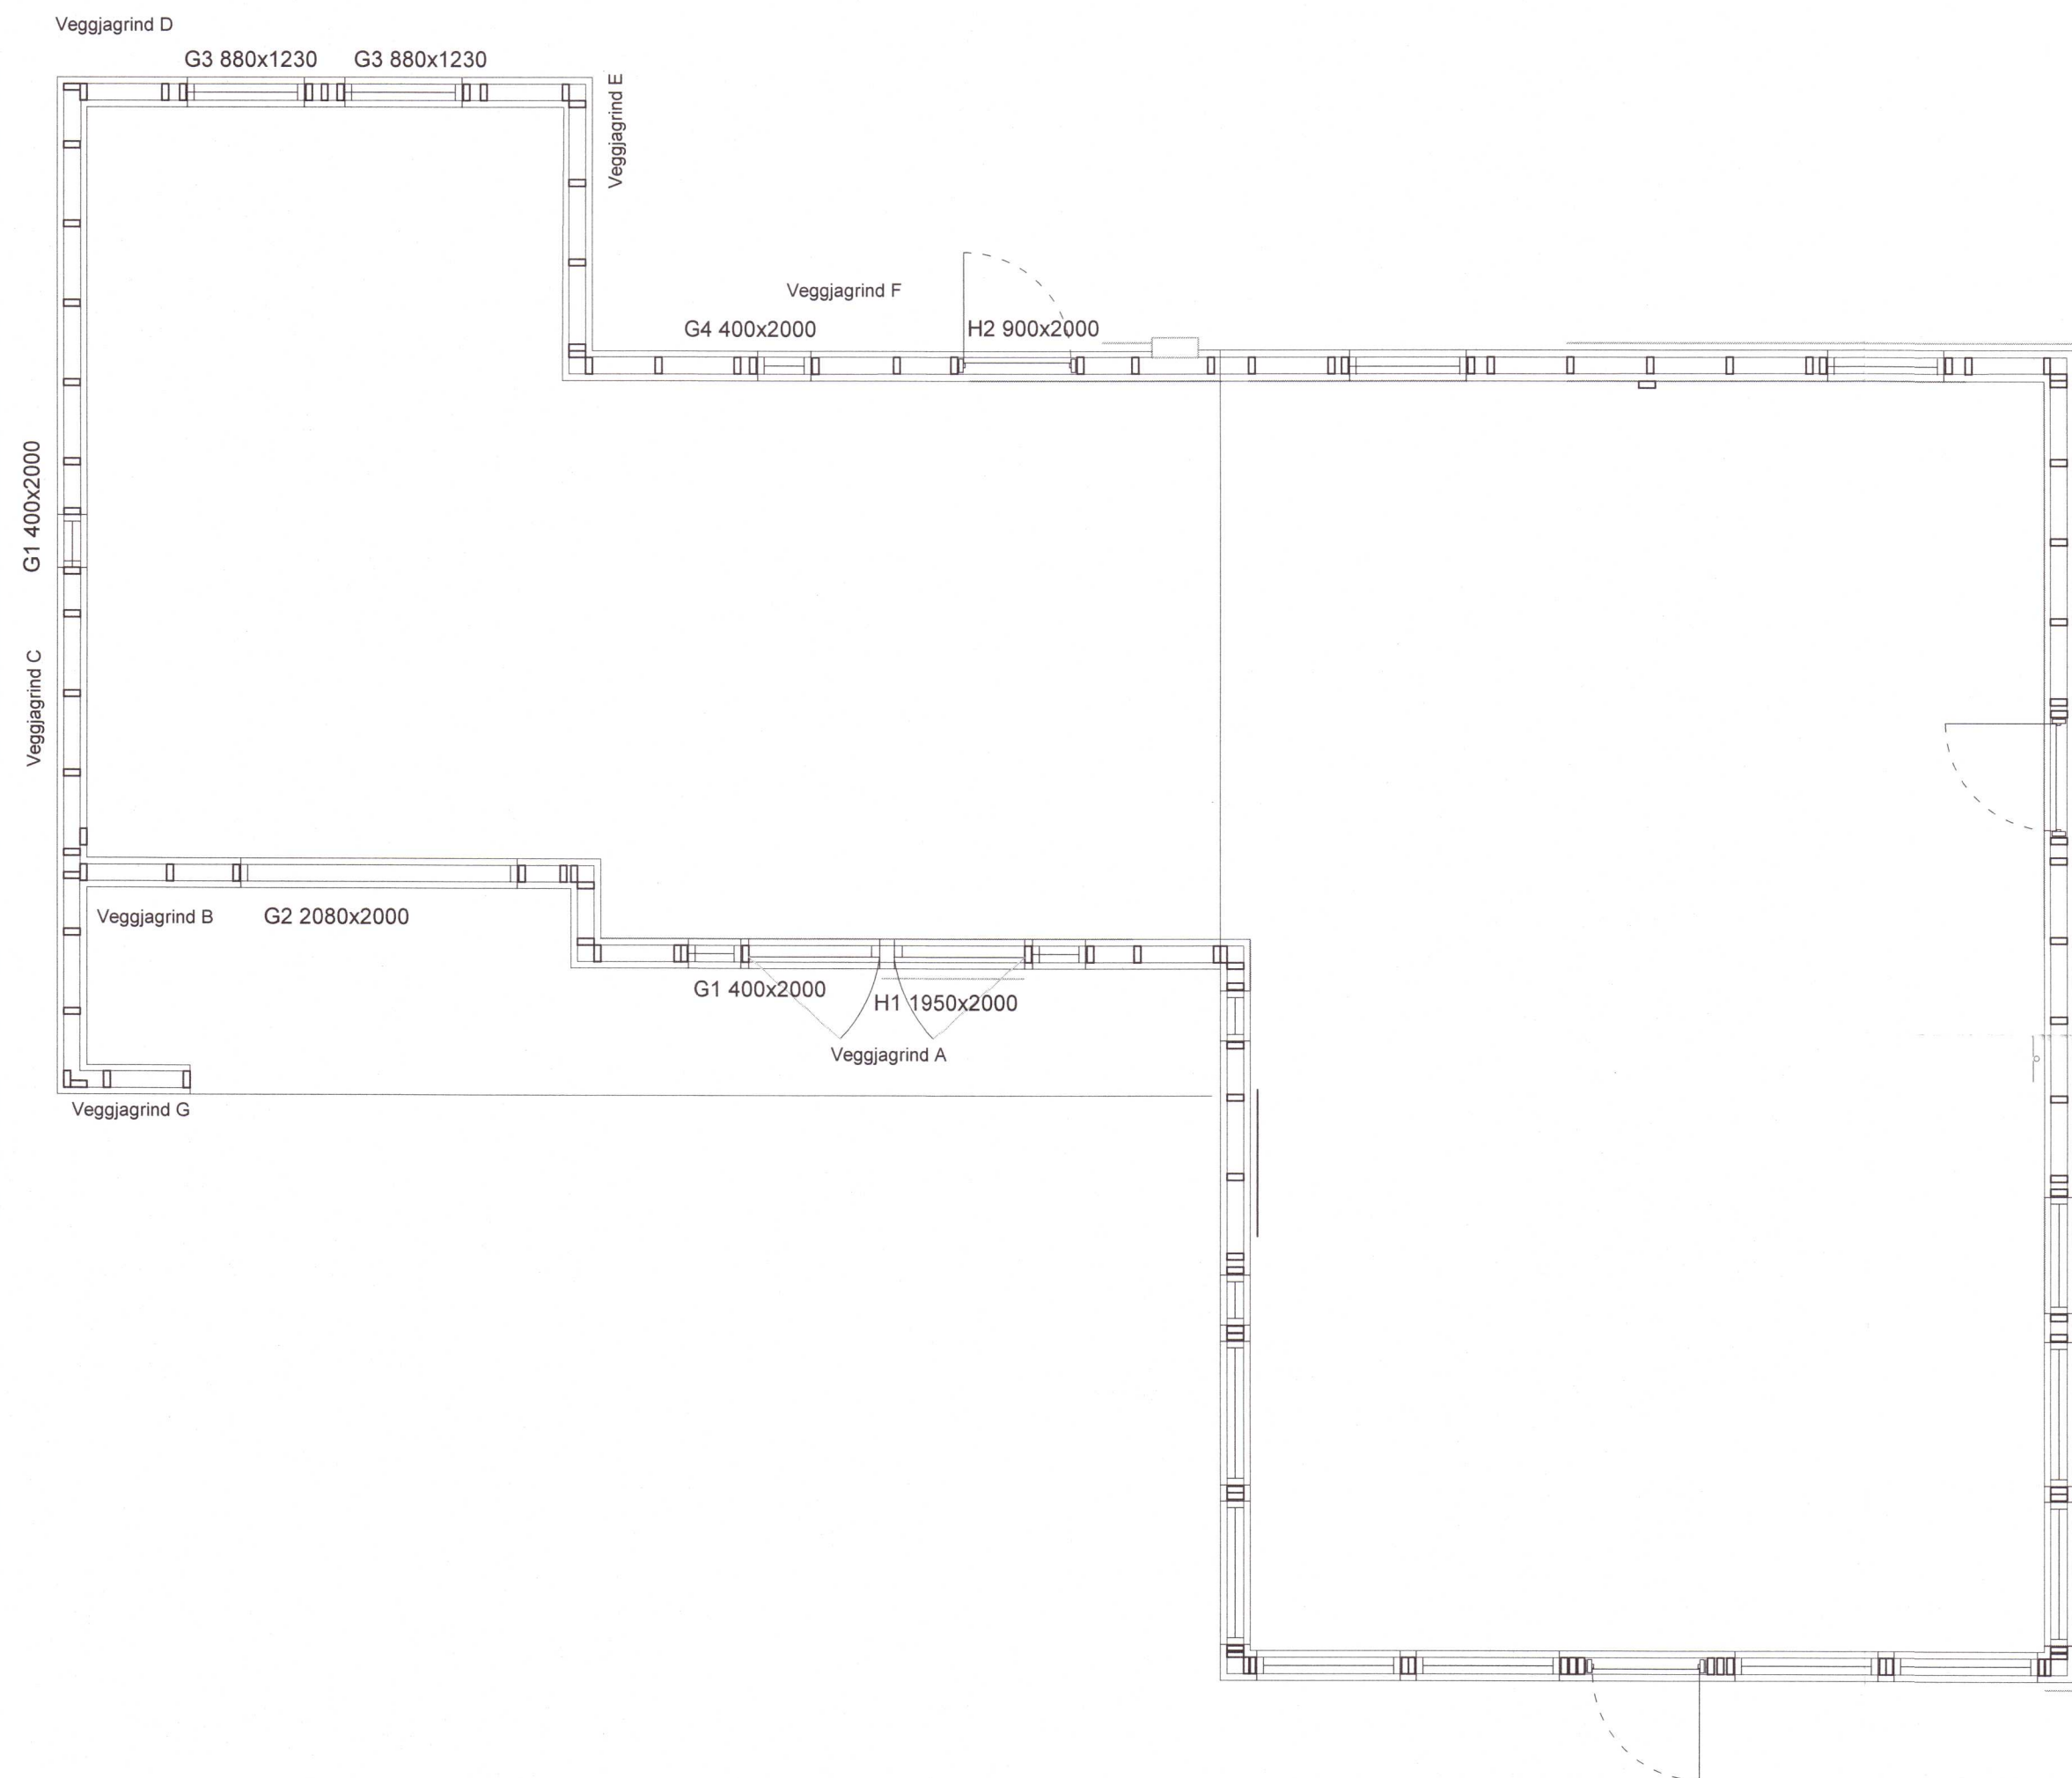 Veggjagrind D
G3 880x1230
G3 880x1230
Veggjagrind E
Veggjagrind F
G4 400x2000
H2 900x2000
G1 400x2000
Veggjagrind C
Veggjagrind B
G2 2080x2000
G1 400x2000
H1 1950x2000
Veggjagrind A
Veggjagrind G